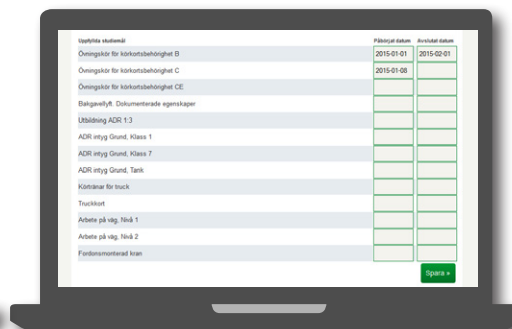 Uppfyllda studiemål Påbörjat datum Avslutat datum
Övningskör för körkortsbehörighet B 2015-01-01 2015-02-01
Övningskör för körkortsbehörighet C 2015-01-08
Övningskör för körkortsbehörighet CE
Bakgavellyft. Dokumenterade egenskaper
Utbildning ADR 1:3
ADR intyg Grund, Klass 1
ADR intyg Grund, Klass 7
ADR intyg Grund, Tank
Körtränar för truck
Truckkort
Arbete på väg, Nivå 1
Arbete på väg, Nivå 2
Fordonsmonterad kran
Spara »